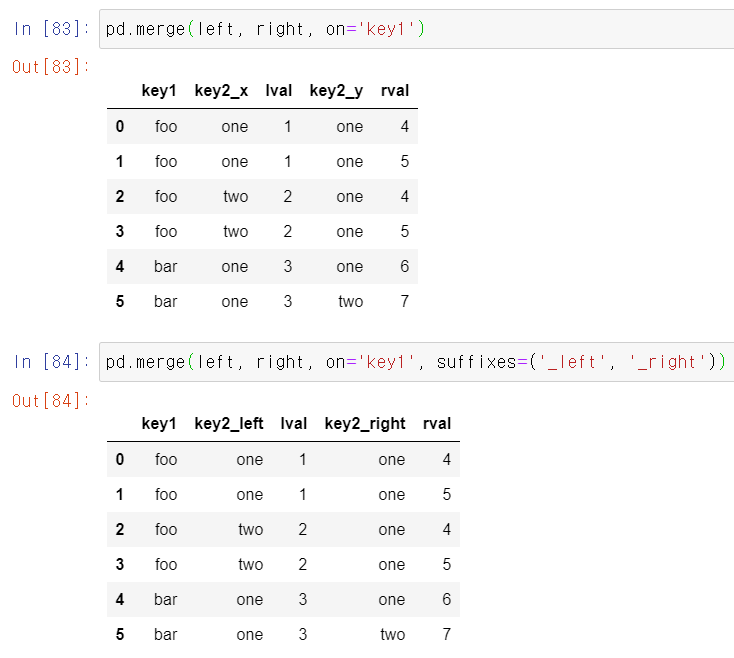 In [83]: pd.merge(left, right, on='key1')
Out[83]:
key1 key2_x lval key2_y rval
0 foo one 1 one 4
1 foo one 1 one 5
2 foo two 2 one 4
3 foo two 2 one 5
4 bar one 3 one 6
5 bar one 3 two 7
In [84]: pd.merge(left, right, on='key1', suffixes=('_left', '_right'))
Out[84]:
key1 key2_left lval key2_right rval
0 foo one 1 one 4
1 foo one 1 one 5
2 foo two 2 one 4
3 foo two 2 one 5
4 bar one 3 one 6
5 bar one 3 two 7